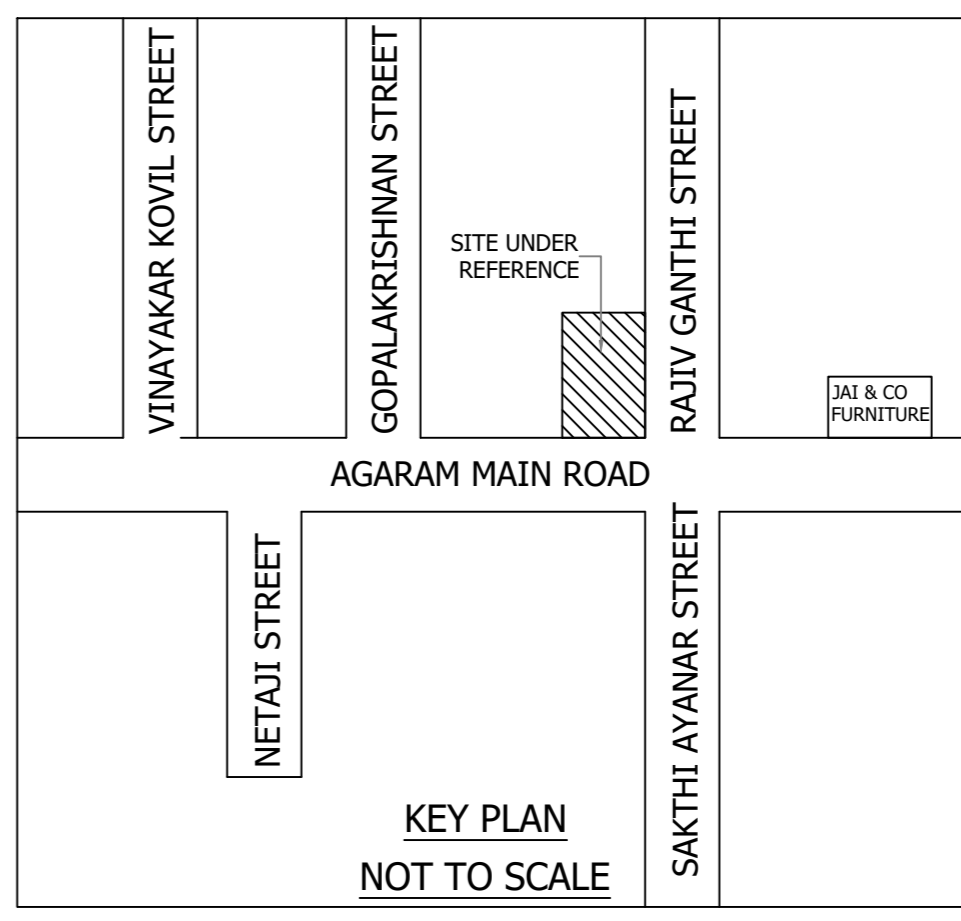 VINAYAKAR KOVIL STREET
GOPALAKRISHNAN STREET
SITE UNDER
REFERENCE
RAJIV GANTHI STREET
JAI & CO
FURNITURE
AGARAM MAIN ROAD
NETAJI STREET
SAKTHI AYANAR STREET
KEY PLAN
NOT TO SCALE